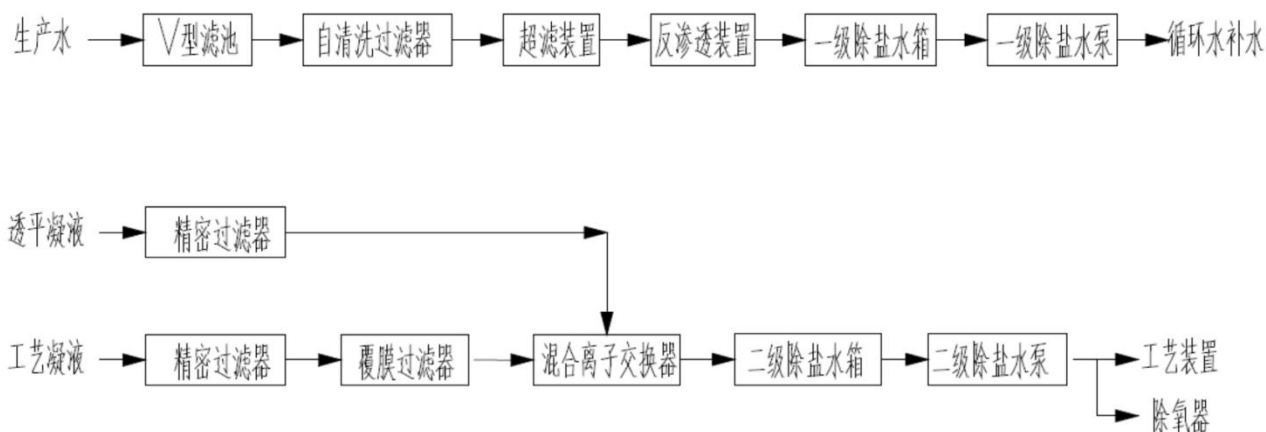 生产水 V型滤池 自清洗过滤器 超滤装置 反渗透装置 一级除盐水箱 一级除盐水泵 循环水补水
透平凝液 精密过滤器
工艺凝液 精密过滤器 覆膜过滤器 混合离子交换器 二级除盐水箱 二级除盐水泵 工艺装置
除氧器